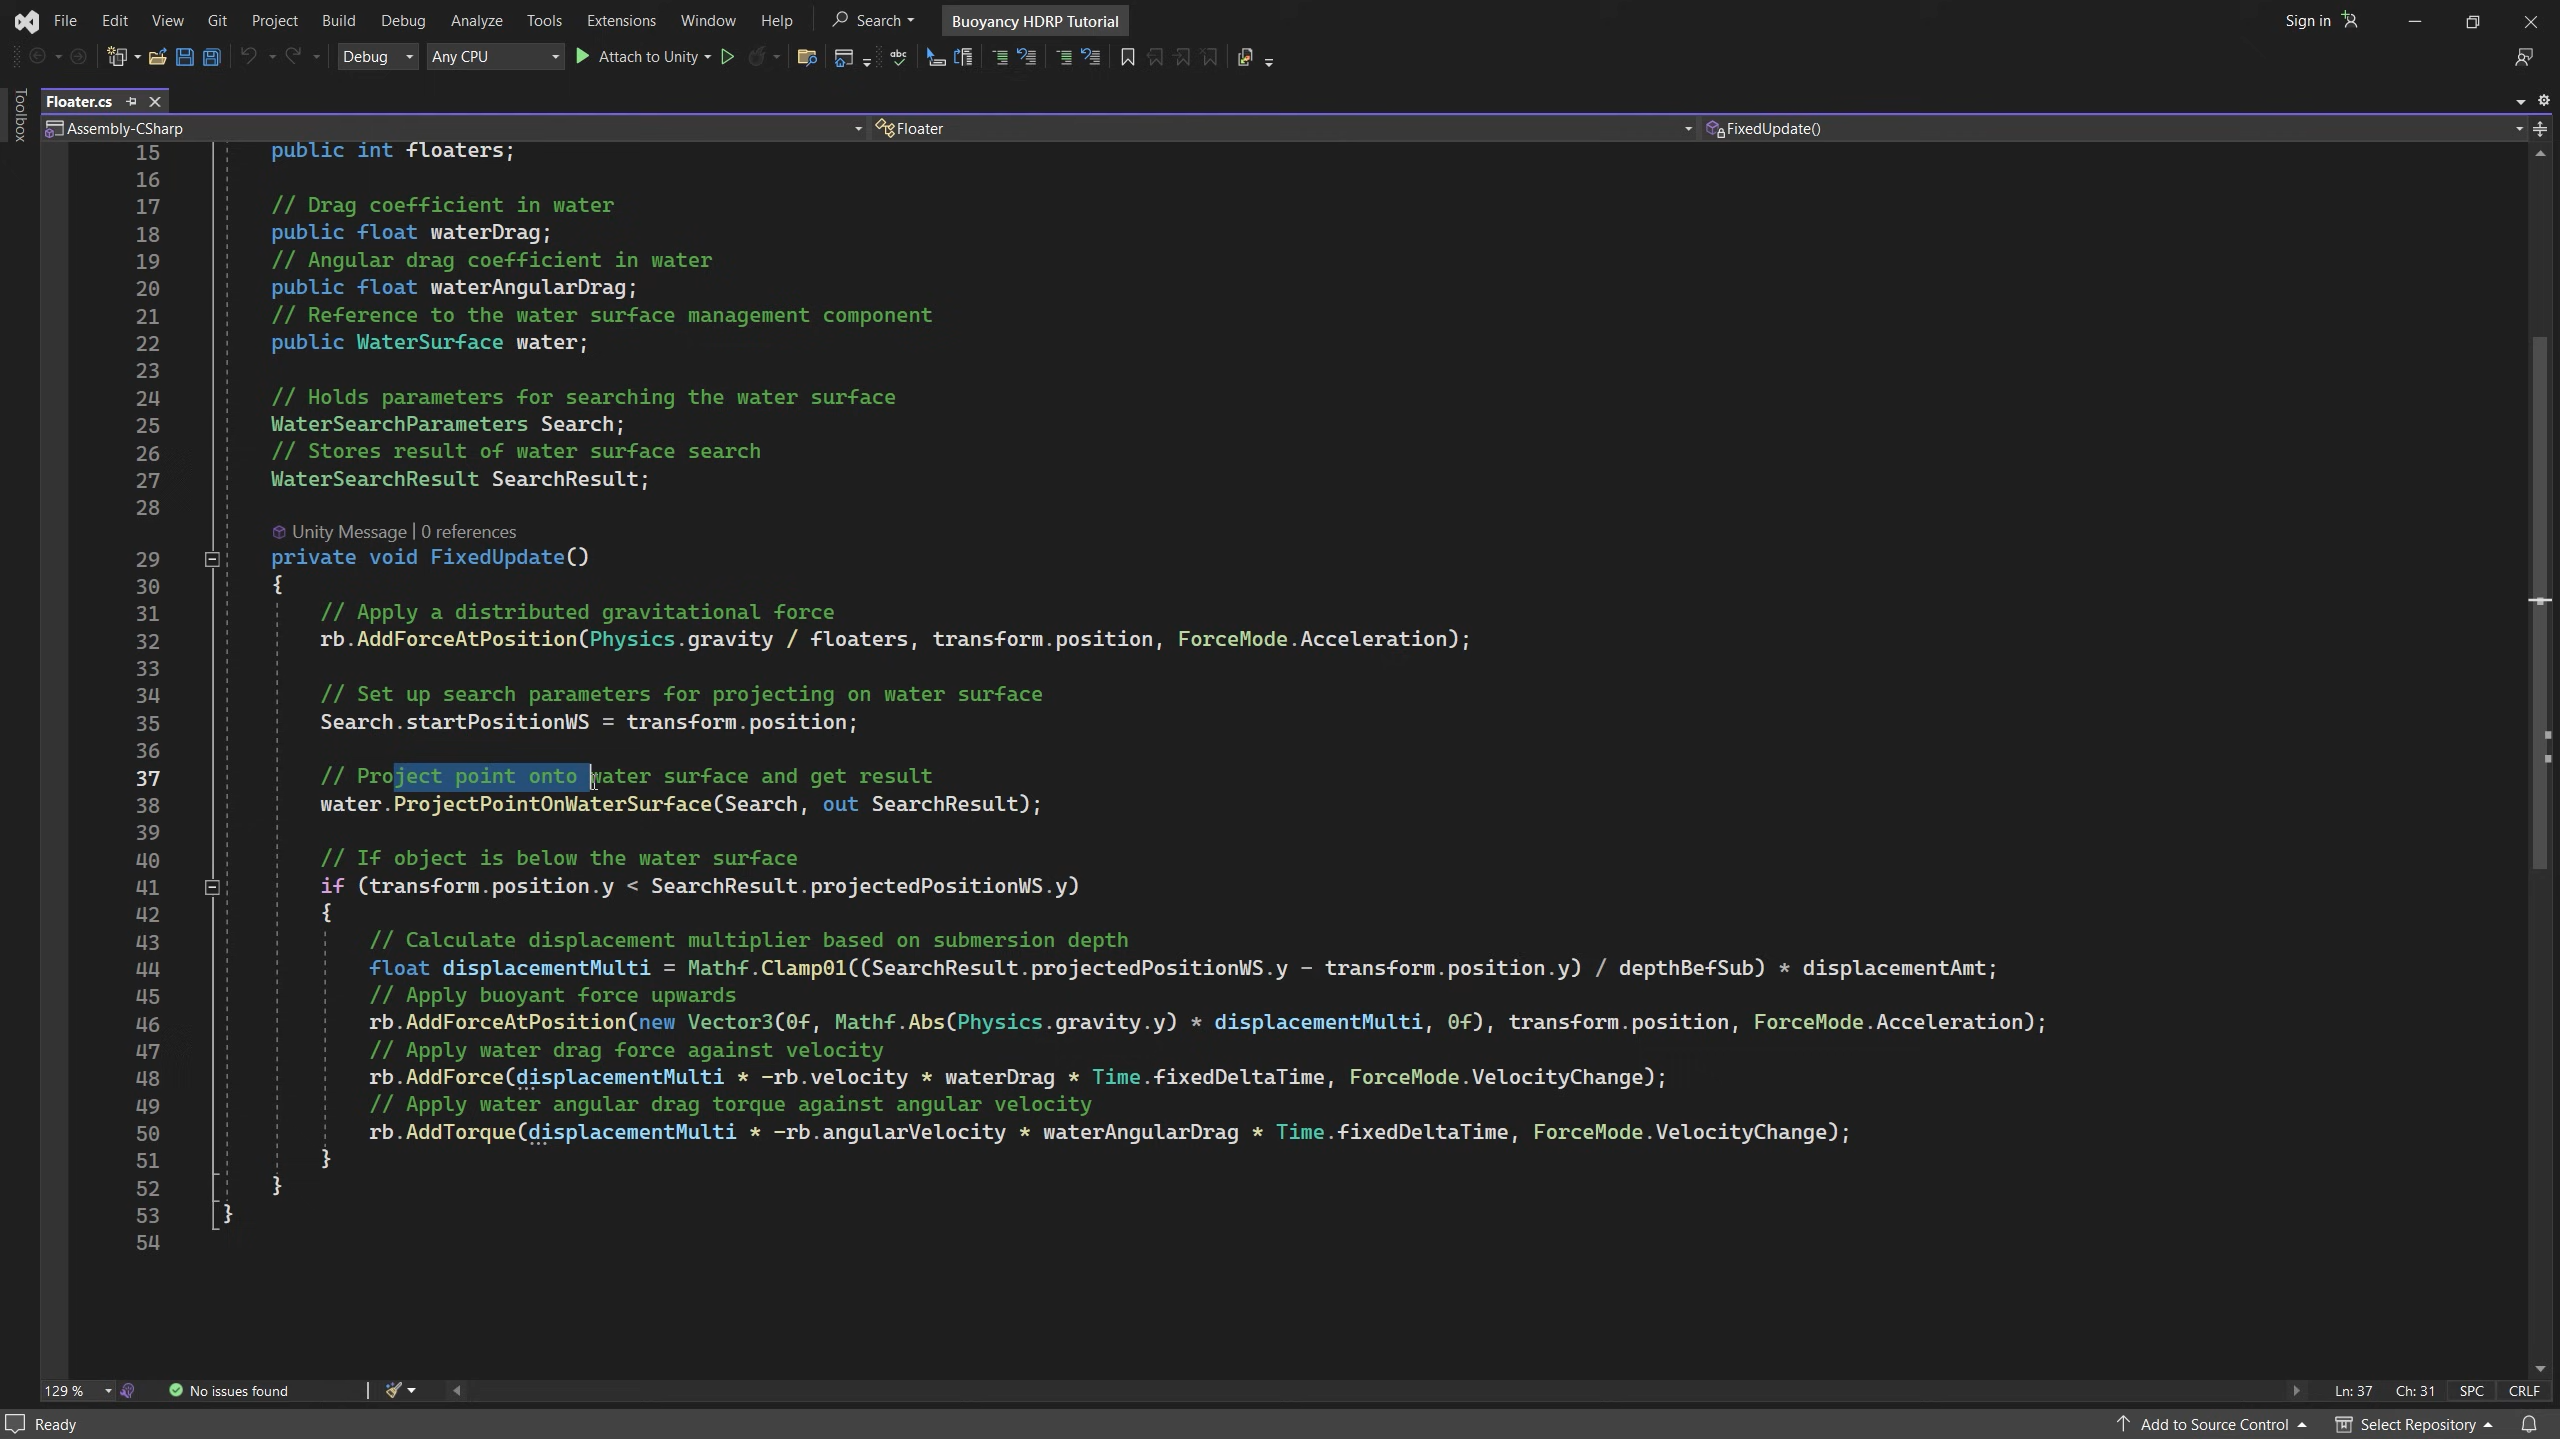 File Edit View Git Project Build Debug Analyze Tools Extensions Window Help Search Buoyancy HDRP Tutorial Sign in
Debug Any CPU Attach to Unity
Toolbox
Floater.cs
Assembly-CSharp Floater FixedUpdate()
15 public int floaters;
16
17 // Drag coefficient in water
18 public float waterDrag;
19 // Angular drag coefficient in water
20 public float waterAngularDrag;
21 // Reference to the water surface management component
22 public WaterSurface water;
23
24 // Holds parameters for searching the water surface
25 WaterSearchParameters Search;
26 // Stores result of water surface search
27 WaterSearchResult SearchResult;
28
Unity Message | 0 references
29 private void FixedUpdate()
30 {
31 // Apply a distributed gravitational force
32 rb.AddForceAtPosition(Physics.gravity / floaters, transform.position, ForceMode.Acceleration);
33
34 // Set up search parameters for projecting on water surface
35 Search.startPositionWS = transform.position;
36
37 // Project point onto water surface and get result
38 water.ProjectPointOnWaterSurface(Search, out SearchResult);
39
40 // If object is below the water surface
41 if (transform.position.y < SearchResult.projectedPositionWS.y)
42 {
43 // Calculate displacement multiplier based on submersion depth
44 float displacementMulti = Mathf.Clamp01((SearchResult.projectedPositionWS.y - transform.position.y) / depthBefSub) * displacementAmt;
45 // Apply buoyant force upwards
46 rb.AddForceAtPosition(new Vector3(0f, Mathf.Abs(Physics.gravity.y) * displacementMulti, 0f), transform.position, ForceMode.Acceleration);
47 // Apply water drag force against velocity
48 rb.AddForce(displacementMulti * -rb.velocity * waterDrag * Time.fixedDeltaTime, ForceMode.VelocityChange);
49 // Apply water angular drag torque against angular velocity
50 rb.AddTorque(displacementMulti * -rb.angularVelocity * waterAngularDrag * Time.fixedDeltaTime, ForceMode.VelocityChange);
51 }
52 }
53 }
54
129 % No issues found Ln: 37 Ch: 31 SPC CRLF
Ready Add to Source Control Select Repository